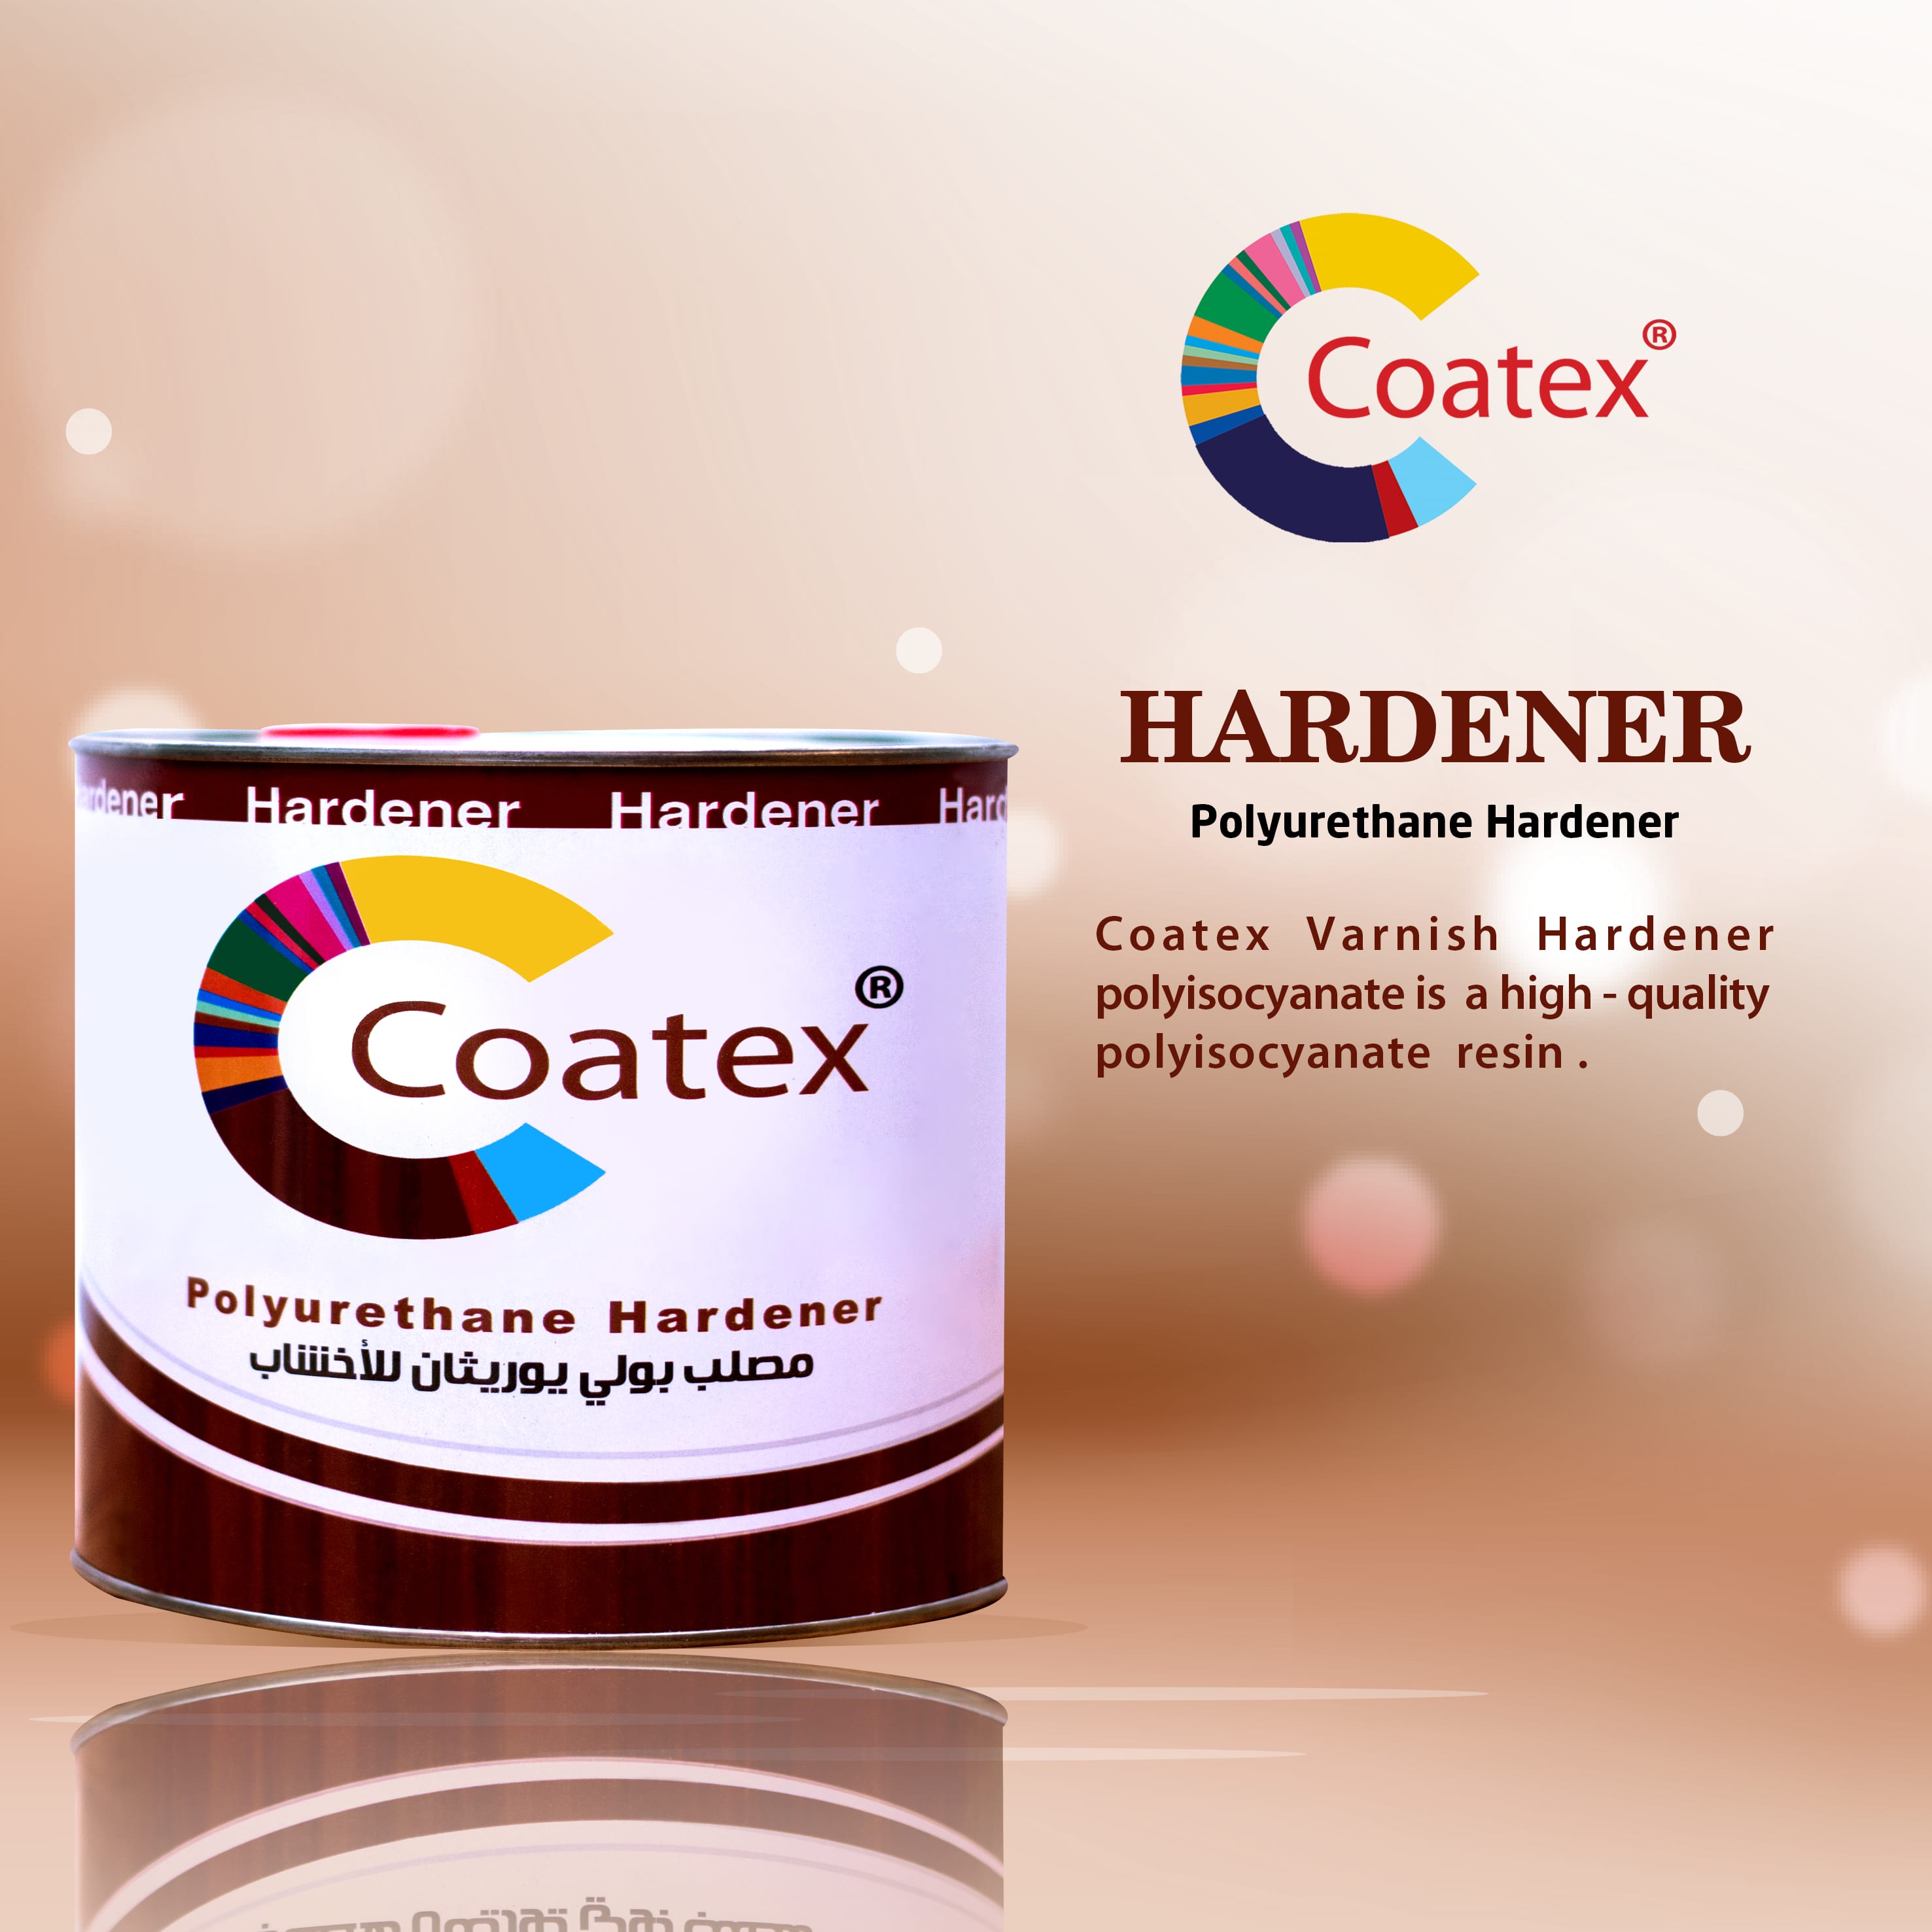 Coatex®
HARDENER
Polyurethane Hardener
Coatex Varnish Hardener
polyisocyanate is a high - quality
polyisocyanate resin .
Hardener Hardener
Coatex®
Polyurethane Hardener
مصلب بولي يوريثان للأخشاب